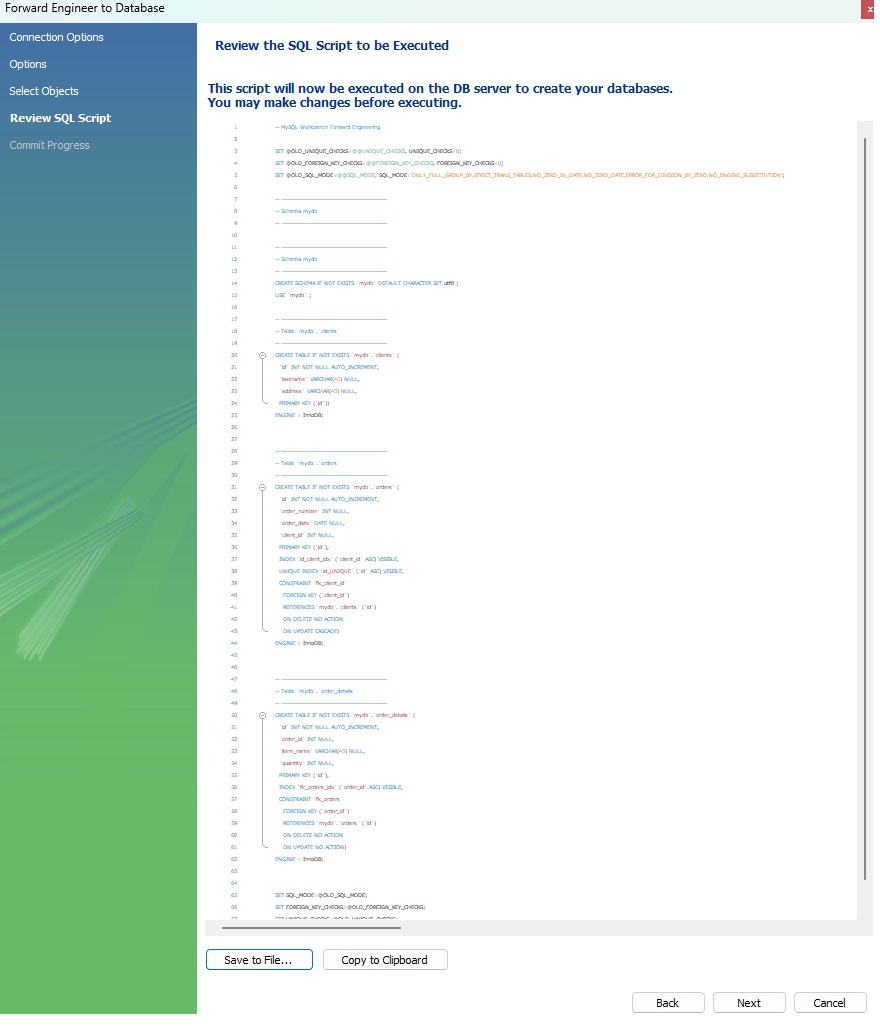 Forward Engineer to Database
x
Connection Options
Options
Select Objects
Review SQL Script
Commit Progress
Review the SQL Script to be Executed
This script will now be executed on the DB server to create your databases.
You may make changes before executing.
1 -- MySQL Workbench Forward Engineering
2
3 SET @OLD_UNIQUE_CHECKS=@@UNIQUE_CHECKS, UNIQUE_CHECKS=0;
4 SET @OLD_FOREIGN_KEY_CHECKS=@@FOREIGN_KEY_CHECKS, FOREIGN_KEY_CHECKS=0;
5 SET @OLD_SQL_MODE=@@SQL_MODE, SQL_MODE='ONLY_FULL_GROUP_BY,STRICT_TRANS_TABLES,NO_ZERO_IN_DATE,NO_ZERO_DATE,ERROR_FOR_DIVISION_BY_ZERO,NO_ENGINE_SUBSTITUTION';
6
7 -- -----------------------------------------------------
8 -- Schema mydb
9 -- -----------------------------------------------------
10
11 -- -----------------------------------------------------
12 -- Schema mydb
13 -- -----------------------------------------------------
14 CREATE SCHEMA IF NOT EXISTS `mydb` DEFAULT CHARACTER SET utf8 ;
15 USE `mydb` ;
16
17 -- -----------------------------------------------------
18 -- Table `mydb`.`clients`
19 -- -----------------------------------------------------
20 CREATE TABLE IF NOT EXISTS `mydb`.`clients` (
21 `id` INT NOT NULL AUTO_INCREMENT,
22 `lastname` VARCHAR(45) NULL,
23 `address` VARCHAR(45) NULL,
24 PRIMARY KEY (`id`))
25 ENGINE = InnoDB;
26
27
28 -- -----------------------------------------------------
29 -- Table `mydb`.`orders`
30 -- -----------------------------------------------------
31 CREATE TABLE IF NOT EXISTS `mydb`.`orders` (
32 `id` INT NOT NULL AUTO_INCREMENT,
33 `order_number` INT NULL,
34 `order_date` DATE NULL,
35 `client_id` INT NULL,
36 PRIMARY KEY (`id`),
37 INDEX `id_client_idx` (`client_id` ASC) VISIBLE,
38 UNIQUE INDEX `id_UNIQUE` (`id` ASC) VISIBLE,
39 CONSTRAINT `fk_client_id`
40 FOREIGN KEY (`client_id`)
41 REFERENCES `mydb`.`clients` (`id`)
42 ON DELETE NO ACTION
43 ON UPDATE CASCADE)
44 ENGINE = InnoDB;
45
46
47 -- -----------------------------------------------------
48 -- Table `mydb`.`order_details`
49 -- -----------------------------------------------------
50 CREATE TABLE IF NOT EXISTS `mydb`.`order_details` (
51 `id` INT NOT NULL AUTO_INCREMENT,
52 `order_id` INT NULL,
53 `item_name` VARCHAR(45) NULL,
54 `quantity` INT NULL,
55 PRIMARY KEY (`id`),
56 INDEX `fk_orders_idx` (`order_id` ASC) VISIBLE,
57 CONSTRAINT `fk_orders`
58 FOREIGN KEY (`order_id`)
59 REFERENCES `mydb`.`orders` (`id`)
60 ON DELETE NO ACTION
61 ON UPDATE NO ACTION)
62 ENGINE = InnoDB;
63
64
65 SET SQL_MODE=@OLD_SQL_MODE;
66 SET FOREIGN_KEY_CHECKS=@OLD_FOREIGN_KEY_CHECKS;
67 SET UNIQUE_CHECKS=@OLD_UNIQUE_CHECKS;
Save to File...
Copy to Clipboard
Back
Next
Cancel